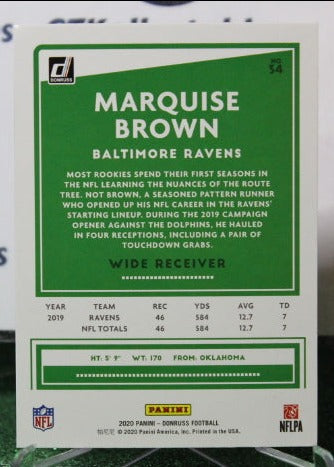 DONRUSS
NO.
54
MARQUISE
BROWN
BALTIMORE RAVENS
MOST ROOKIES SPEND THEIR FIRST SEASONS IN
THE NFL LEARNING THE NUANCES OF THE ROUTE
TREE. NOT BROWN, A SEASONED PATTERN RUNNER
WHO OPENED UP HIS NFL CAREER IN THE RAVENS'
STARTING LINEUP. DURING THE 2019 CAMPAIGN
OPENER AGAINST THE DOLPHINS, HE HAULED
IN FOUR RECEPTIONS, INCLUDING A PAIR OF
TOUCHDOWN GRABS.
WIDE RECEIVER
YEAR TEAM REC YDS AVG TD
2019 RAVENS 46 584 12.7 7
NFL TOTALS 46 584 12.7 7
HT: 5' 9" WT: 170 FROM: OKLAHOMA
NFL
PANINI
NFLPA
2020 PANINI – DONRUSS FOOTBALL
© 2020 Panini America, Inc. Printed in the USA.